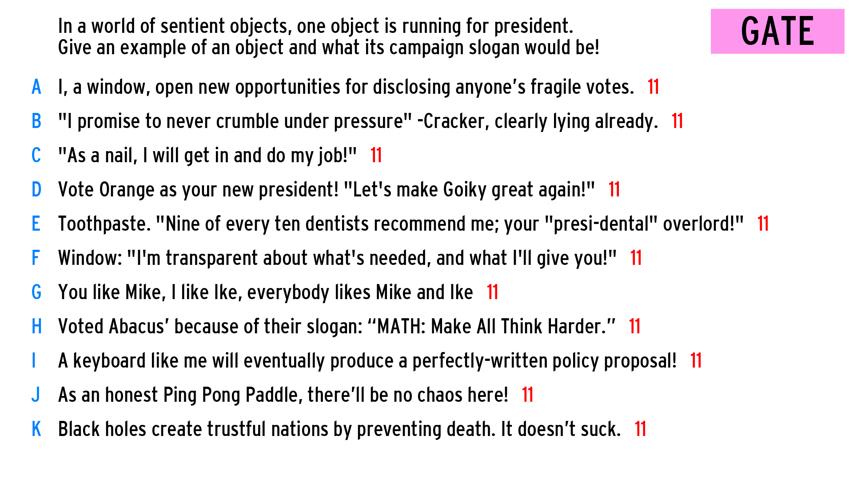 In a world of sentient objects, one object is running for president.
Give an example of an object and what its campaign slogan would be!
GATE
A I, a window, open new opportunities for disclosing anyone's fragile votes. 11
B "I promise to never crumble under pressure" -Cracker, clearly lying already. 11
C "As a nail, I will get in and do my job!" 11
D Vote Orange as your new president! "Let's make Goiky great again!" 11
E Toothpaste. "Nine of every ten dentists recommend me; your "presi-dental" overlord!" 11
F Window: "I'm transparent about what's needed, and what I'll give you!" 11
G You like Mike, I like Ike, everybody likes Mike and Ike 11
H Voted Abacus’ because of their slogan: “MATH: Make All Think Harder.” 11
I A keyboard like me will eventually produce a perfectly-written policy proposal! 11
J As an honest Ping Pong Paddle, there’ll be no chaos here! 11
K Black holes create trustful nations by preventing death. It doesn’t suck. 11